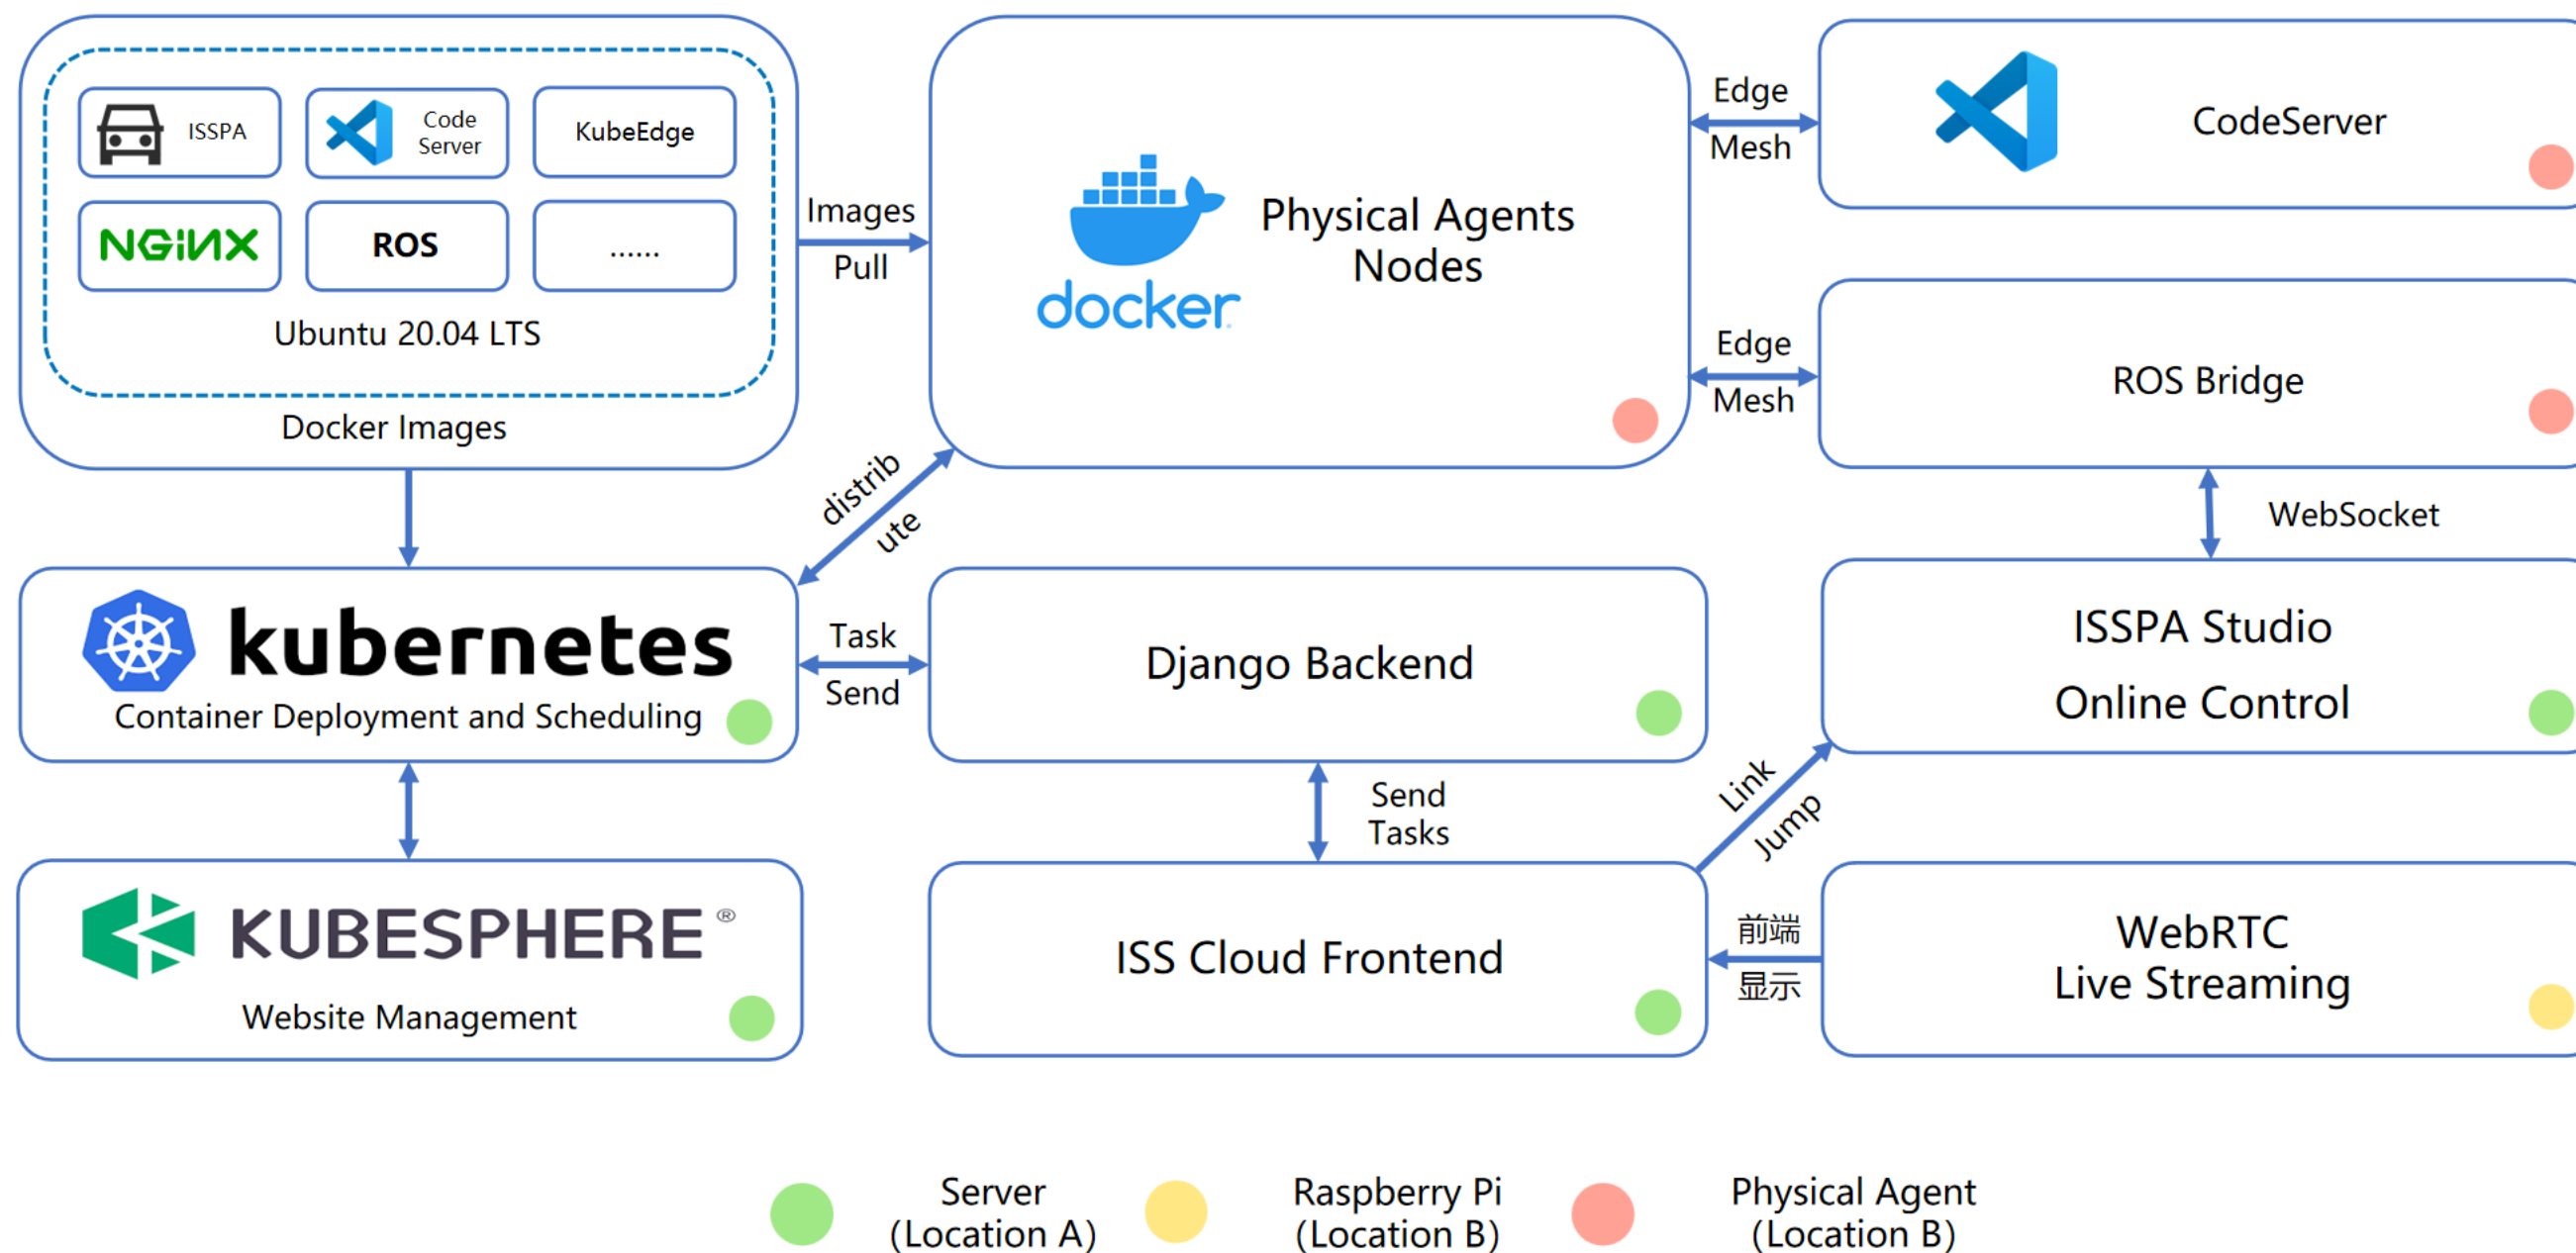 ISSPA
Code
Server
KubeEdge
NGiNX
ROS
......
Ubuntu 20.04 LTS
Docker Images
Images
Pull
docker
Physical Agents
Nodes
Edge
Mesh
CodeServer
Edge
Mesh
ROS Bridge
distrib
ute
WebSocket
kubernetes
Container Deployment and Scheduling
Task
Send
Django Backend
ISSPA Studio
Online Control
Send
Tasks
Link
Jump
KUBESPHERE®
Website Management
ISS Cloud Frontend
前端
显示
WebRTC
Live Streaming
Server
(Location A)
Raspberry Pi
(Location B)
Physical Agent
(Location B)